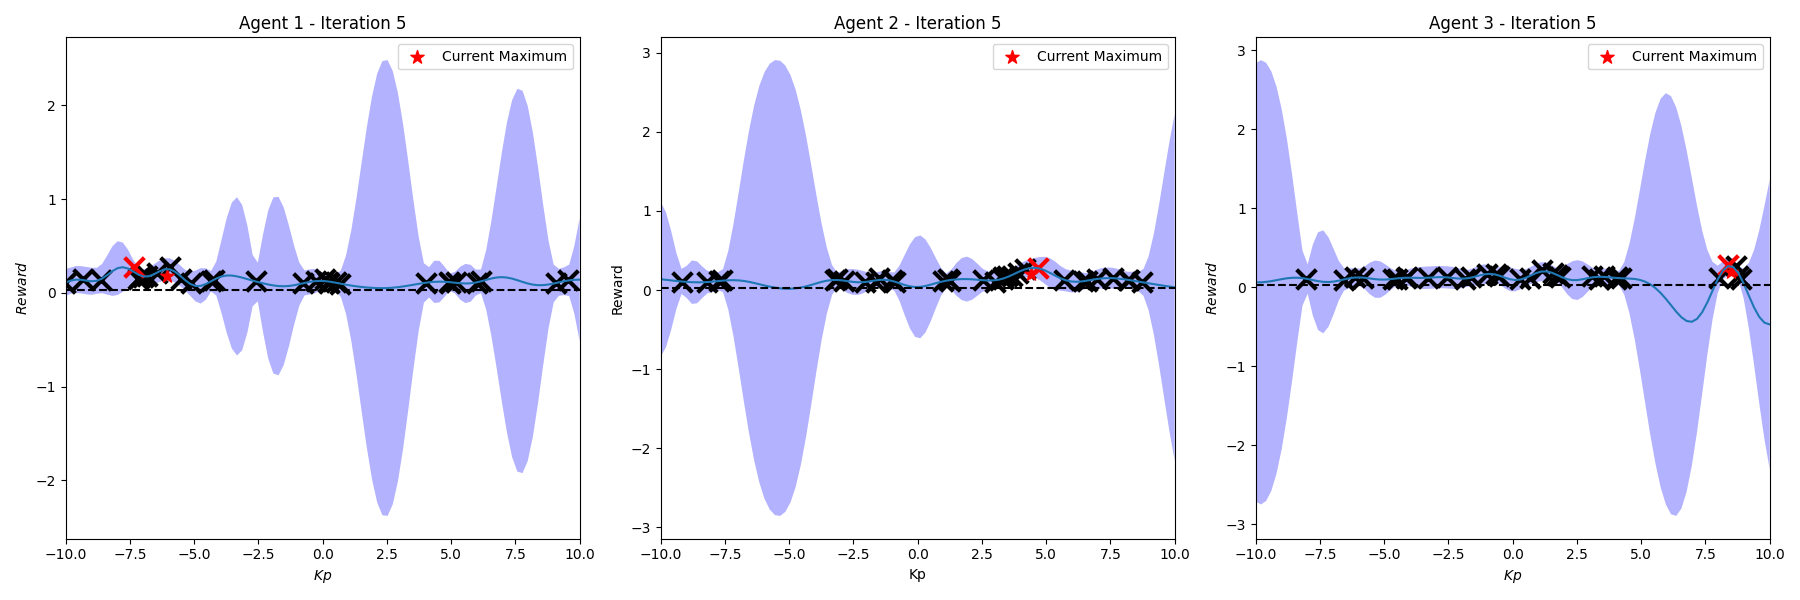 Agent 1 - Iteration 5
Current Maximum
Reward
2
1
0
−1
−2
−10.0 −7.5 −5.0 −2.5 0.0 2.5 5.0 7.5 10.0
Kp
Agent 2 - Iteration 5
Current Maximum
Reward
3
2
1
0
−1
−2
−3
−10.0 −7.5 −5.0 −2.5 0.0 2.5 5.0 7.5 10.0
Kp
Agent 3 - Iteration 5
Current Maximum
Reward
3
2
1
0
−1
−2
−3
−10.0 −7.5 −5.0 −2.5 0.0 2.5 5.0 7.5 10.0
Kp